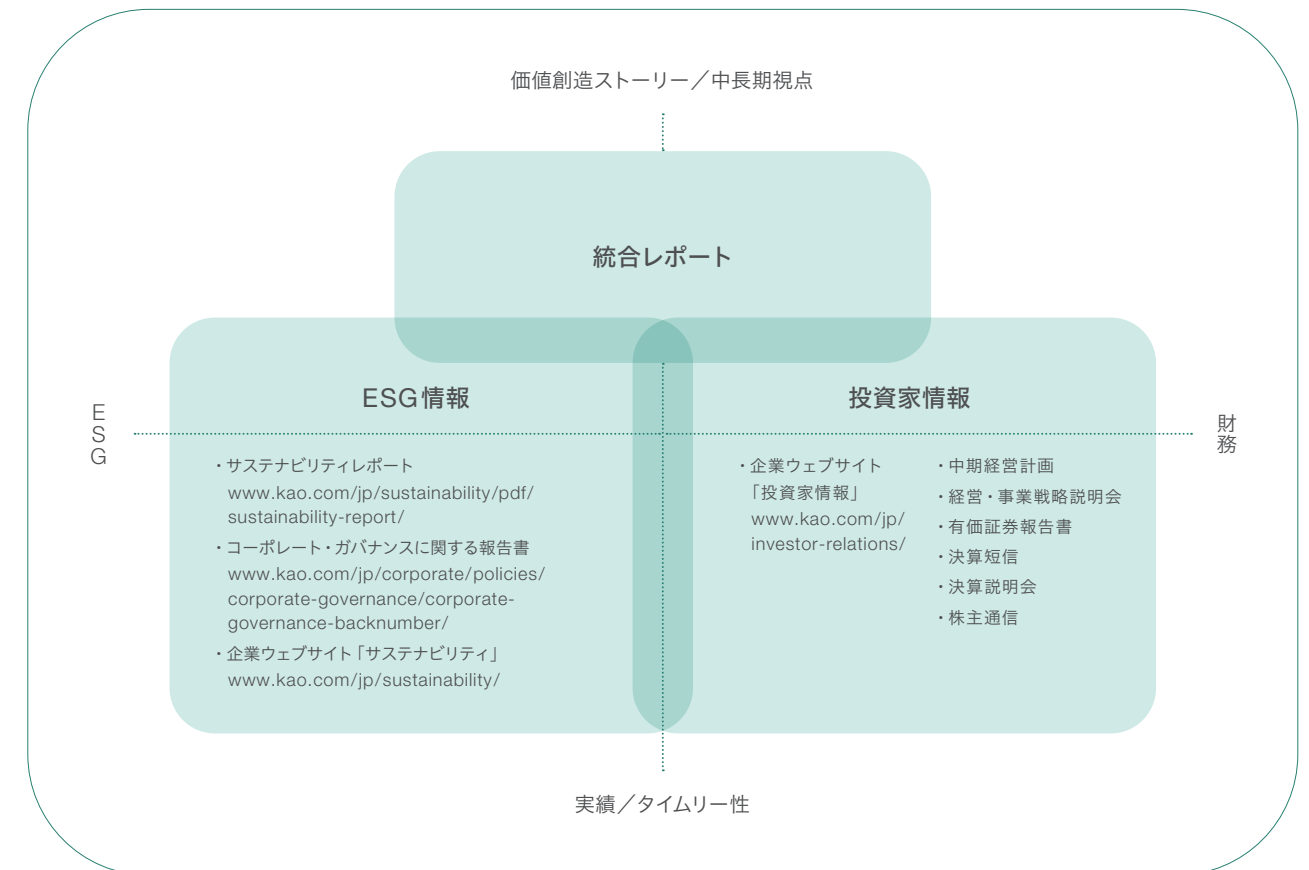 価値創造ストーリー／中長期視点
統合レポート
ESG情報
投資家情報
ESG
財務
・サステナビリティレポート
www.kao.com/jp/sustainability/pdf/
sustainability-report/
・コーポレート・ガバナンスに関する報告書
www.kao.com/jp/corporate/policies/
corporate-governance/corporate-
governance-backnumber/
・企業ウェブサイト「サステナビリティ」
www.kao.com/jp/sustainability/
・企業ウェブサイト
「投資家情報」
www.kao.com/jp/
investor-relations/
・中期経営計画
・経営・事業戦略説明会
・有価証券報告書
・決算短信
・決算説明会
・株主通信
実績／タイムリー性